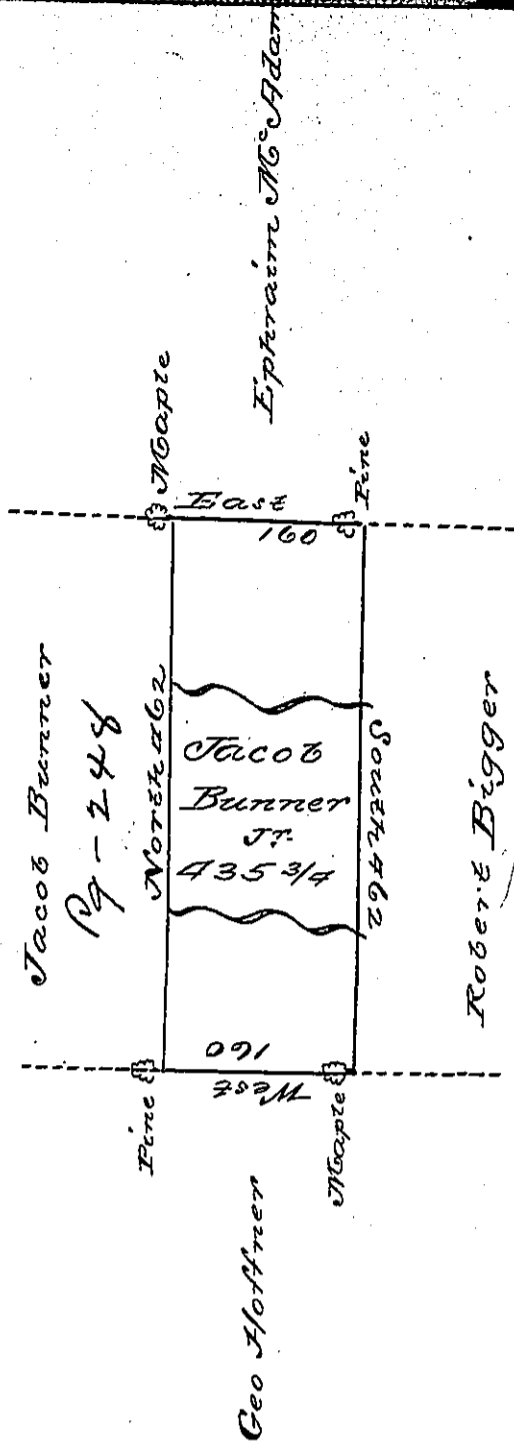 Jacob Bunner
Pg-248
Ephraim McAdam
Pine
Maple
North 462
East
160
Jacob
Bunner
Jr.
435 3/4
West
160
South 462
Maple
Pine
Geo Hoffner
Robert Bigger